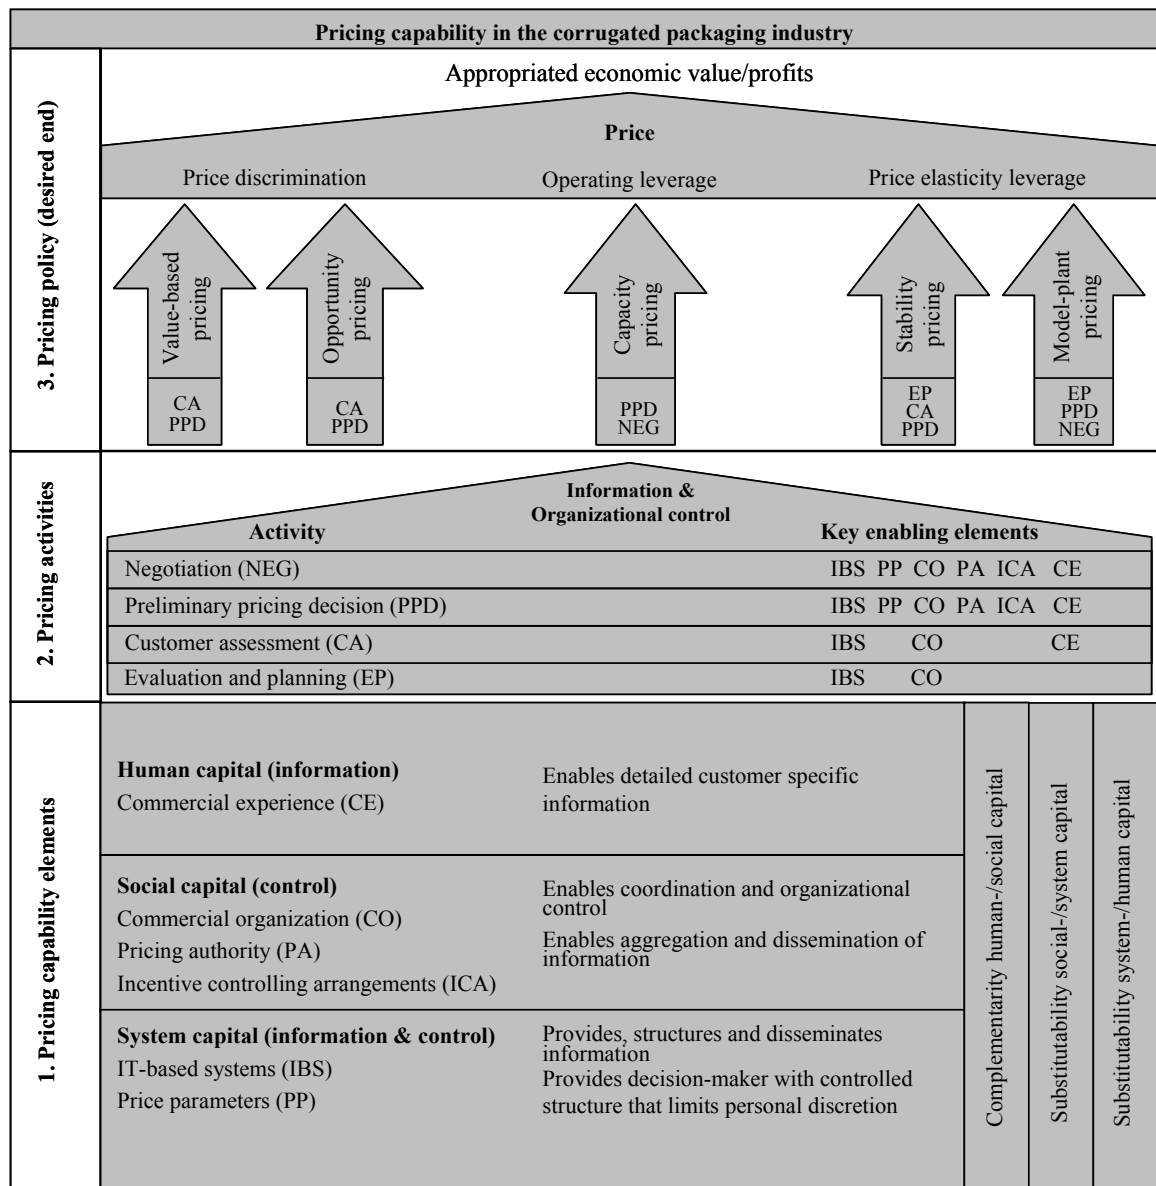 Pricing capability in the corrugated packaging industry
3. Pricing policy (desired end)
Appropriated economic value/profits
Price
Price discrimination
Operating leverage
Price elasticity leverage
Value-based
pricing
Opportunity
pricing
Capacity
pricing
Stability
pricing
Model-plant
pricing
CA
PPD
CA
PPD
PPD
NEG
EP
CA
PPD
EP
PPD
NEG
2. Pricing activities
Information &
Organizational control
Activity
Key enabling elements
Negotiation (NEG)
IBS PP CO PA ICA CE
Preliminary pricing decision (PPD)
IBS PP CO PA ICA CE
Customer assessment (CA)
IBS CO CE
Evaluation and planning (EP)
IBS CO
1. Pricing capability elements
Human capital (information)
Commercial experience (CE)
Enables detailed customer specific
information
Social capital (control)
Commercial organization (CO)
Pricing authority (PA)
Incentive controlling arrangements (ICA)
Enables coordination and organizational
control
Enables aggregation and dissemination of
information
System capital (information & control)
IT-based systems (IBS)
Price parameters (PP)
Provides, structures and disseminates
information
Provides decision-maker with controlled
structure that limits personal discretion
Complementarity human-/social capital
Substitutability social-/system capital
Substitutability system-/human capital